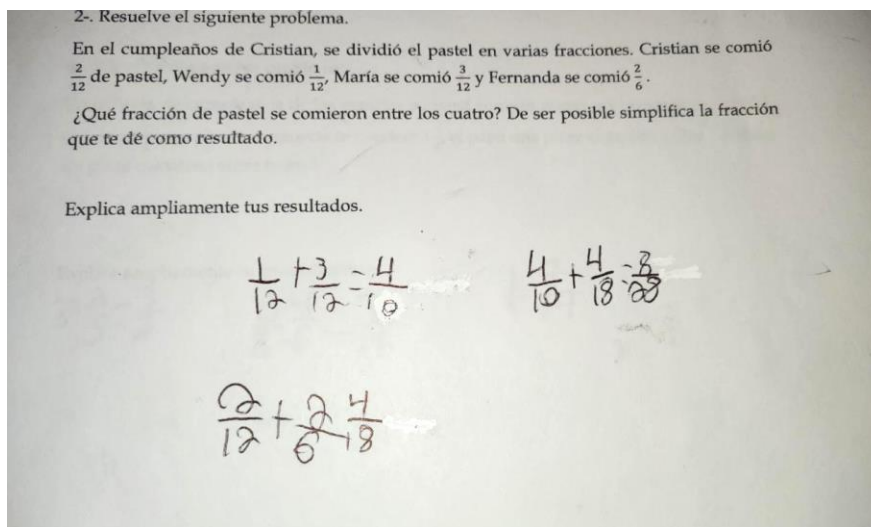 2-. Resuelve el siguiente problema.
En el cumpleaños de Cristian, se dividió el pastel en varias fracciones. Cristian se comió
2/12 de pastel, Wendy se comió 1/12, María se comió 3/12 y Fernanda se comió 2/6.
¿Qué fracción de pastel se comieron entre los cuatro? De ser posible simplifica la fracción
que te dé como resultado.
Explica ampliamente tus resultados.
1/12 + 3/12 = 4/10
4/10 + 4/18 = 8/28
2/12 + 2/6 4/18